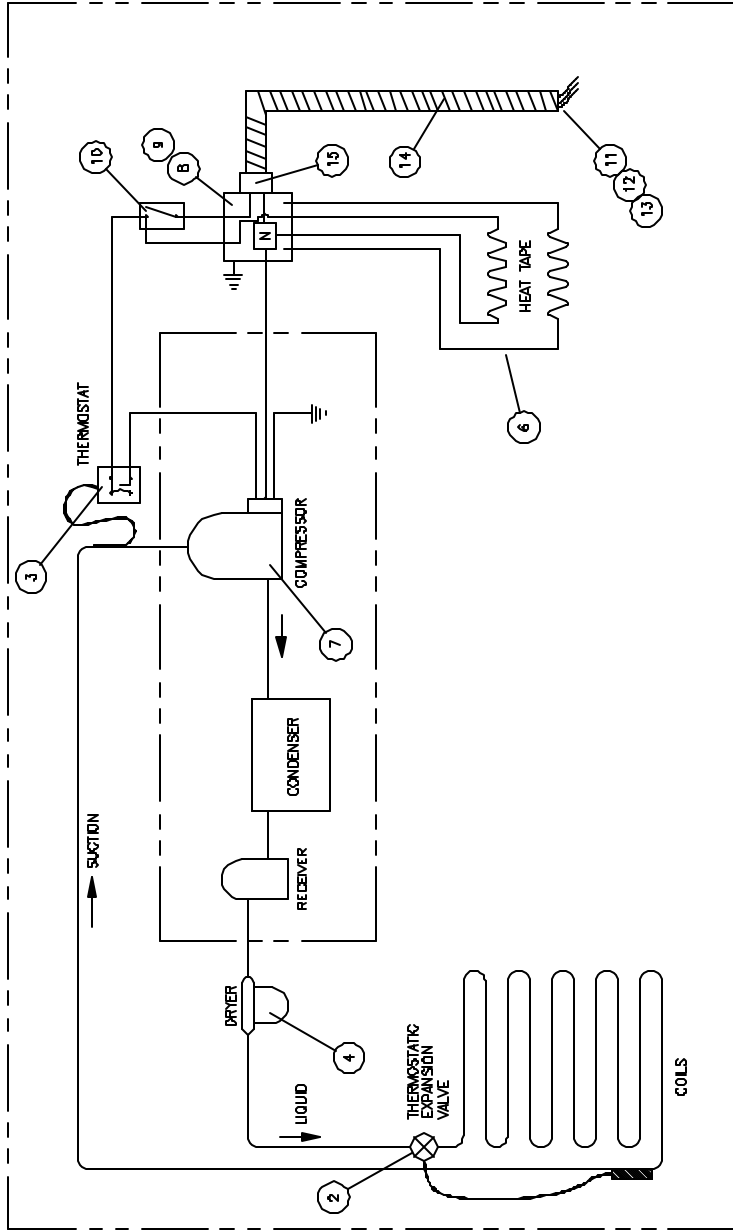 10
9
8
15
14
11
12
13
N
HEAT TAPE
6
THERMOSTAT
3
COMPRESSOR
7
CONDENSER
SUCTION
RECEIVER
DRYER
4
LIQUID
THERMOSTATIC
EXPANSION
VALVE
2
COILS